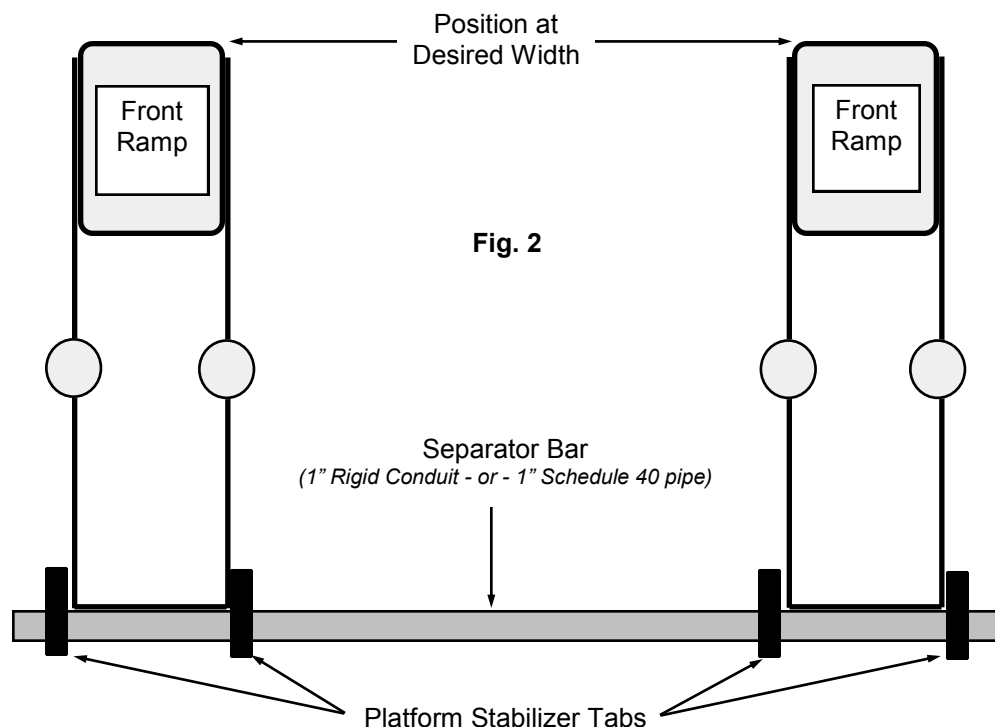 Position at
Desired Width
Front
Ramp
Front
Ramp
Fig. 2
Separator Bar
(1” Rigid Conduit - or - 1” Schedule 40 pipe)
Platform Stabilizer Tabs